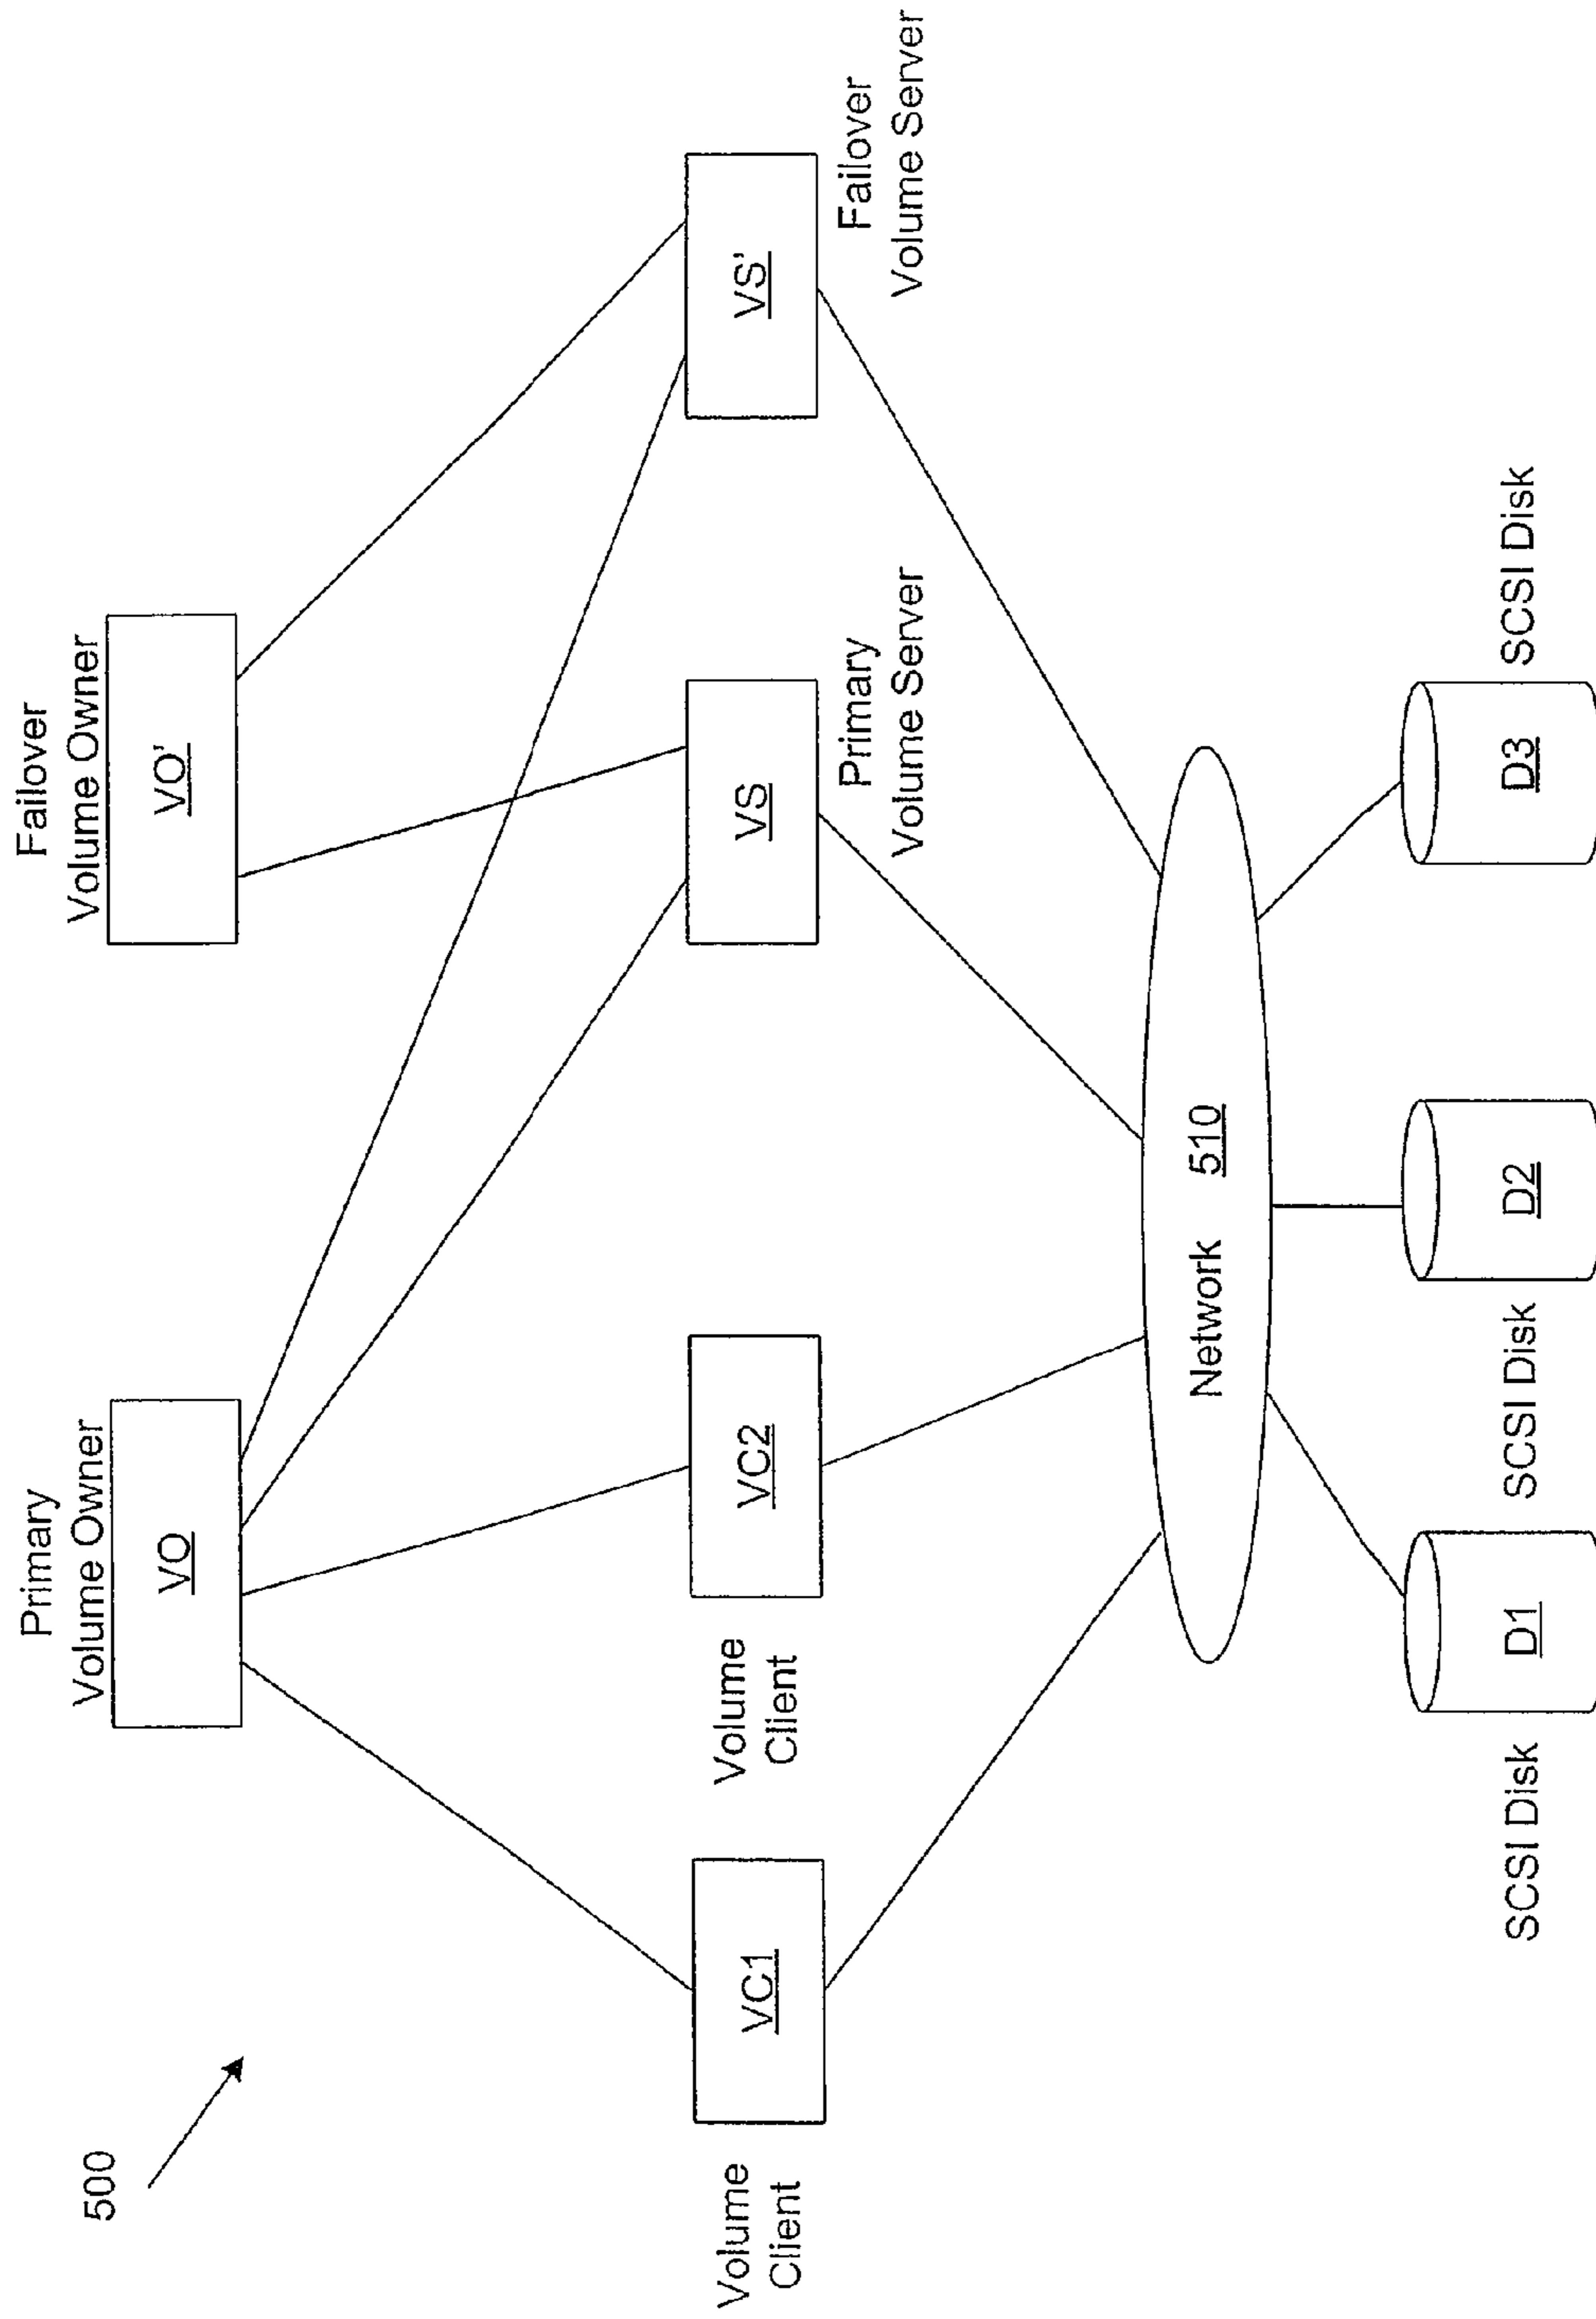 500
Primary
Volume Owner
VO
Failover
Volume Owner
VO'
Volume
Client
VC1
Volume
Client
VC2
VS
Primary
Volume Server
VS'
Failover
Volume Server
Network 510
SCSI Disk
D1
SCSI Disk
D2
D3
SCSI Disk